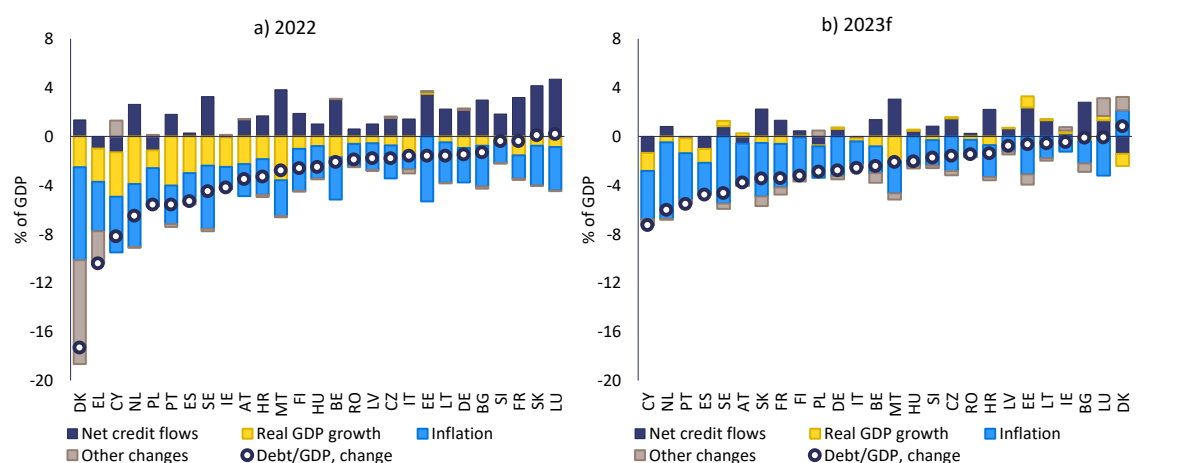 a) 2022
8
4
0
-4
-8
-12
-16
-20
% of GDP
DK EL CY NL PL PT ES SE IE AT HR MT FI HU BE RO LV CZ IT EE LT DE BG SI FR SK LU
Net credit flows Real GDP growth Inflation
Other changes Debt/GDP, change
b) 2023f
8
4
0
-4
-8
-12
-16
-20
% of GDP
CY NL PT ES SE AT SK FR FI PL DE IT BE MT HU SI CZ RO HR LV EE LT IE BG LU DK
Net credit flows Real GDP growth Inflation
Other changes Debt/GDP, change